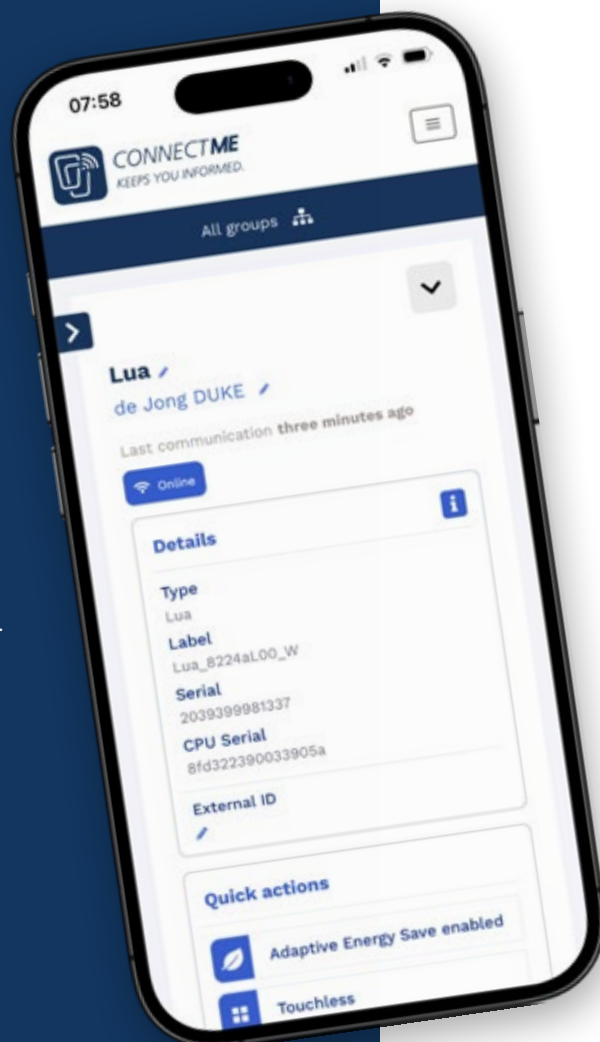 07:58
CONNECTME
KEEPS YOU INFORMED.
All groups
Lua
de Jong DUKE
Last communication three minutes ago
Online
Details
Type
Lua
Label
Lua_8224aL00_W
Serial
2039399981337
CPU Serial
8fd322390033905a
External ID
Quick actions
Adaptive Energy Save enabled
Touchless